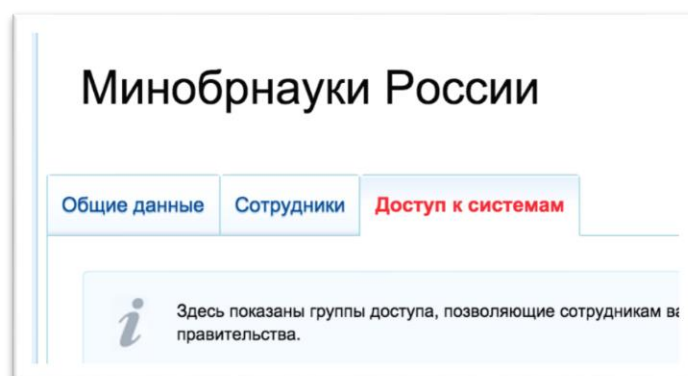 Минобрнауки России
Общие данные Сотрудники Доступ к системам
Здесь показаны группы доступа, позволяющие сотрудникам
правительства.